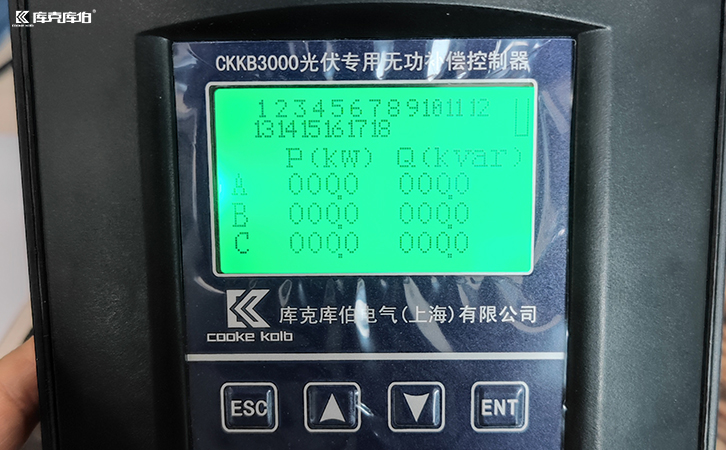 库克库伯®
COOKE KOLB
CKKB3000光伏专用无功补偿控制器
1 2 3 4 5 6 7 8 9 10 11 12
13 14 15 16 17 18
P(kw) Q(kvar)
A 000.0 000.0
B 000.0 000.0
C 000.0 000.0
库克库伯电气(上海)有限公司
cooke kolb
ESC ENT